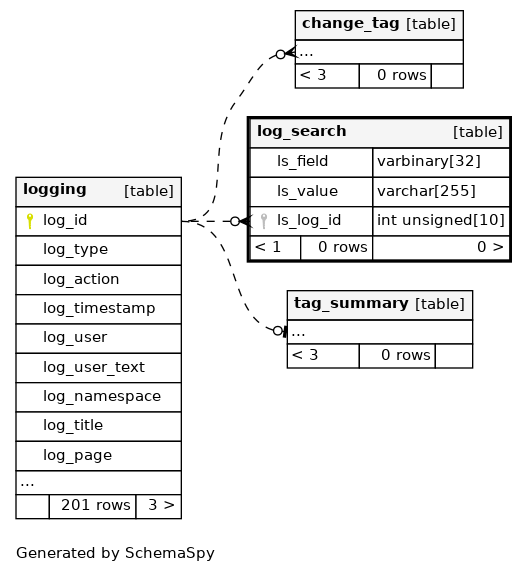 change_tag [table]
...
< 3 0 rows
log_search [table]
ls_field varbinary[32]
ls_value varchar[255]
ls_log_id int unsigned[10]
< 1 0 rows 0 >
logging [table]
log_id
log_type
log_action
log_timestamp
log_user
log_user_text
log_namespace
log_title
log_page
...
201 rows 3 >
tag_summary [table]
...
< 3 0 rows
Generated by SchemaSpy